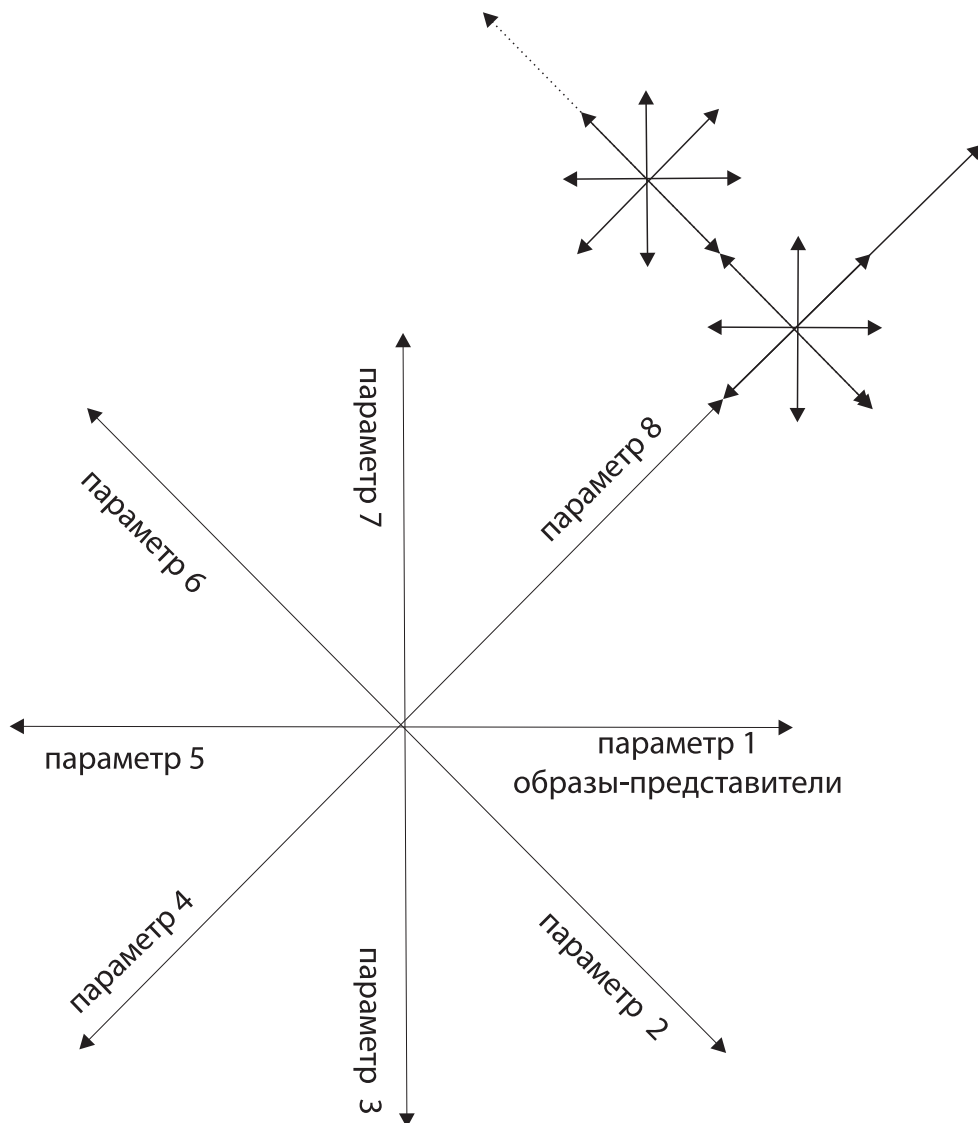 параметр 7
параметр 8
параметр 6
параметр 5
параметр 1
образы-представители
параметр 4
параметр 3
параметр 2